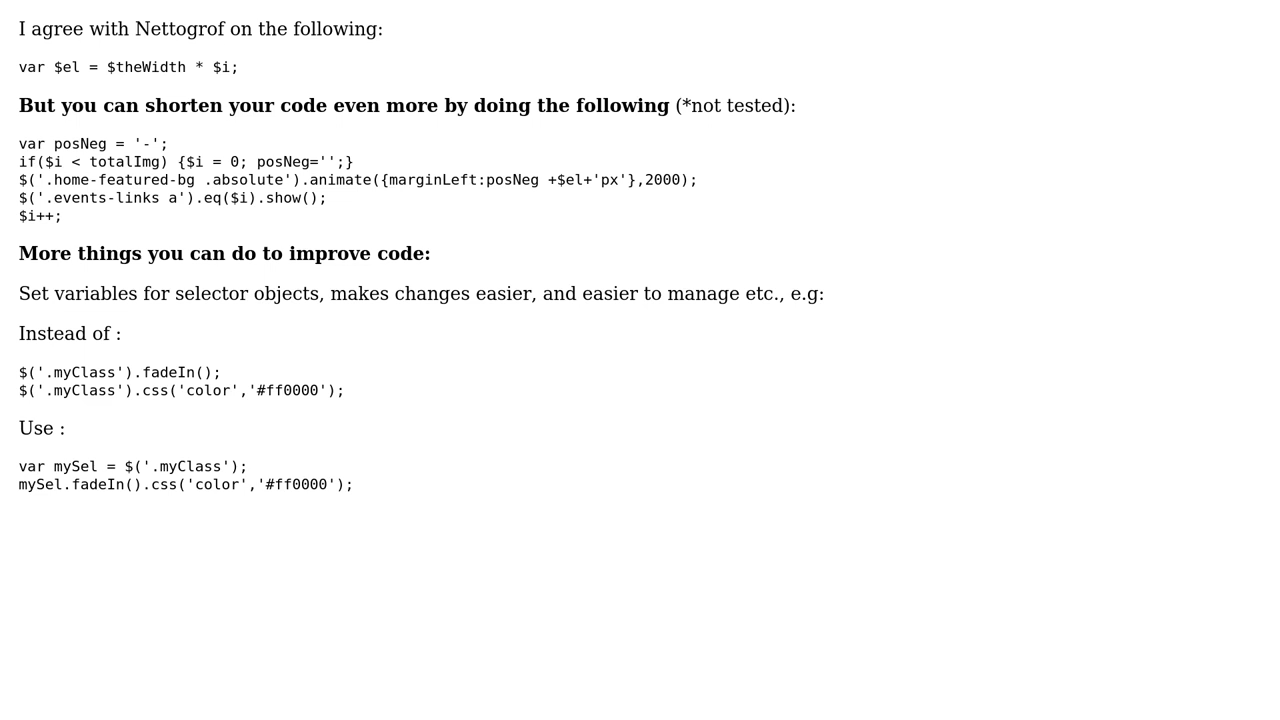 I agree with Nettogrof on the following:
var $el = $theWidth * $i;
But you can shorten your code even more by doing the following (*not tested):
var posNeg = '-';
if($i < totalImg) {$i = 0; posNeg='';}
$('.home-featured-bg .absolute').animate({marginLeft:posNeg +$el+'px'},2000);
$('.events-links a').eq($i).show();
$i++;
More things you can do to improve code:
Set variables for selector objects, makes changes easier, and easier to manage etc., e.g:
Instead of :
$('.myClass').fadeIn();
$('.myClass').css('color','#ff0000');
Use :
var mySel = $('.myClass');
mySel.fadeIn().css('color','#ff0000');